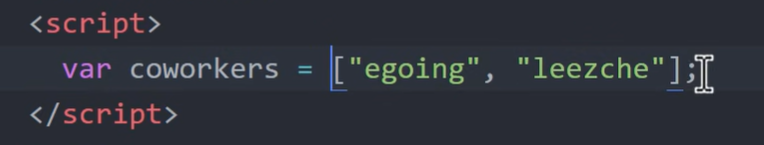 <script>
var coworkers = ["egoing", "leezche"];
</script>